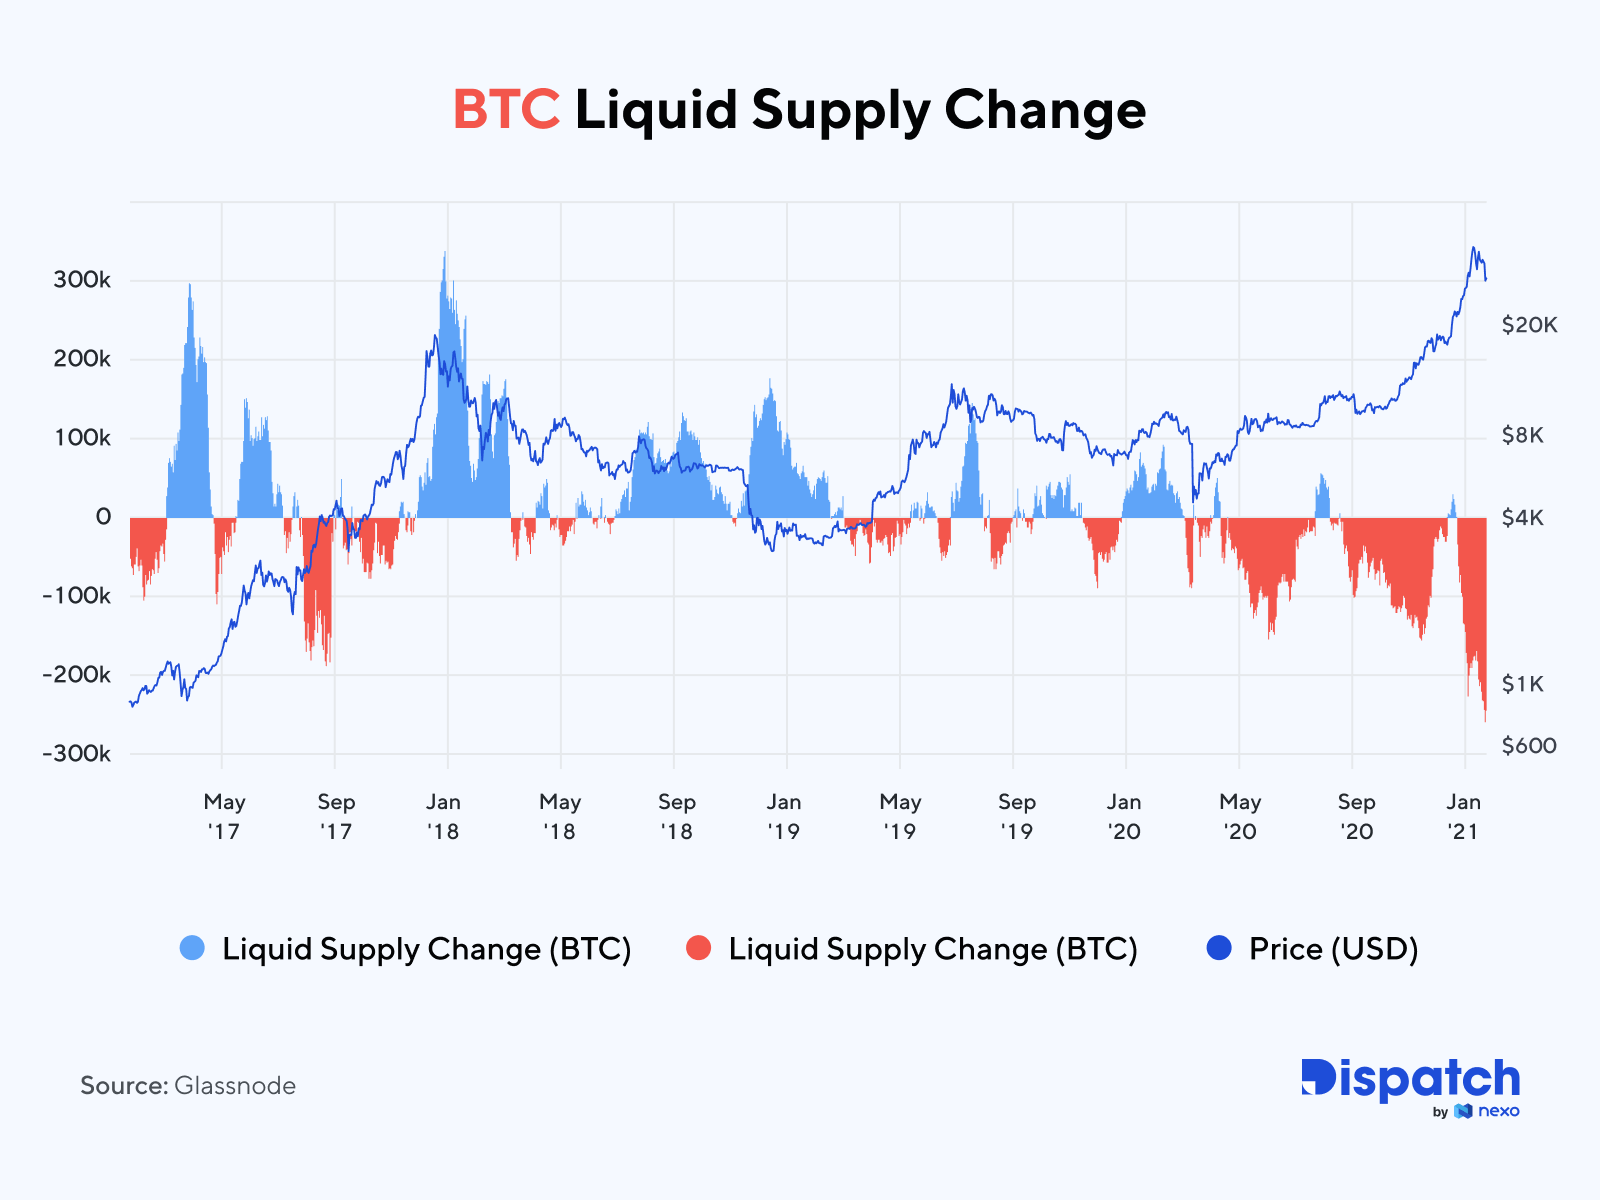 BTC Liquid Supply Change
300k
200k
100k
0
-100k
-200k
-300k
$20K
$8K
$4K
$1K
$600
May '17
Sep '17
Jan '18
May '18
Sep '18
Jan '19
May '19
Sep '19
Jan '20
May '20
Sep '20
Jan '21
Liquid Supply Change (BTC)
Liquid Supply Change (BTC)
Price (USD)
Source: Glassnode
Dispatch
by nexo